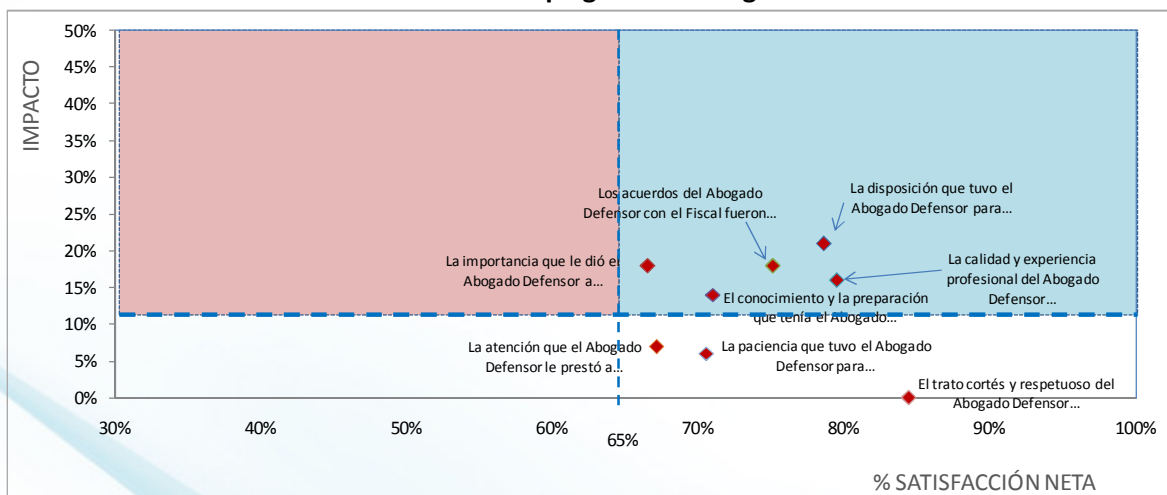 50%
45%
40%
35%
30%
25%
20%
15%
10%
5%
0%
IMPACTO
Los acuerdos del Abogado
Defensor con el Fiscal fueron...
La disposición que tuvo el
Abogado Defensor para...
La importancia que le dió el
Abogado Defensor a...
La calidad y experiencia
profesional del Abogado
Defensor...
El conocimiento y la preparación
que tenía el Abogado...
La atención que el Abogado
Defensor le prestó a...
La paciencia que tuvo el Abogado
Defensor para...
El trato cortés y respetuoso del
Abogado Defensor...
30%
40%
50%
60%
65%
70%
80%
90%
100%
% SATISFACCIÓN NETA